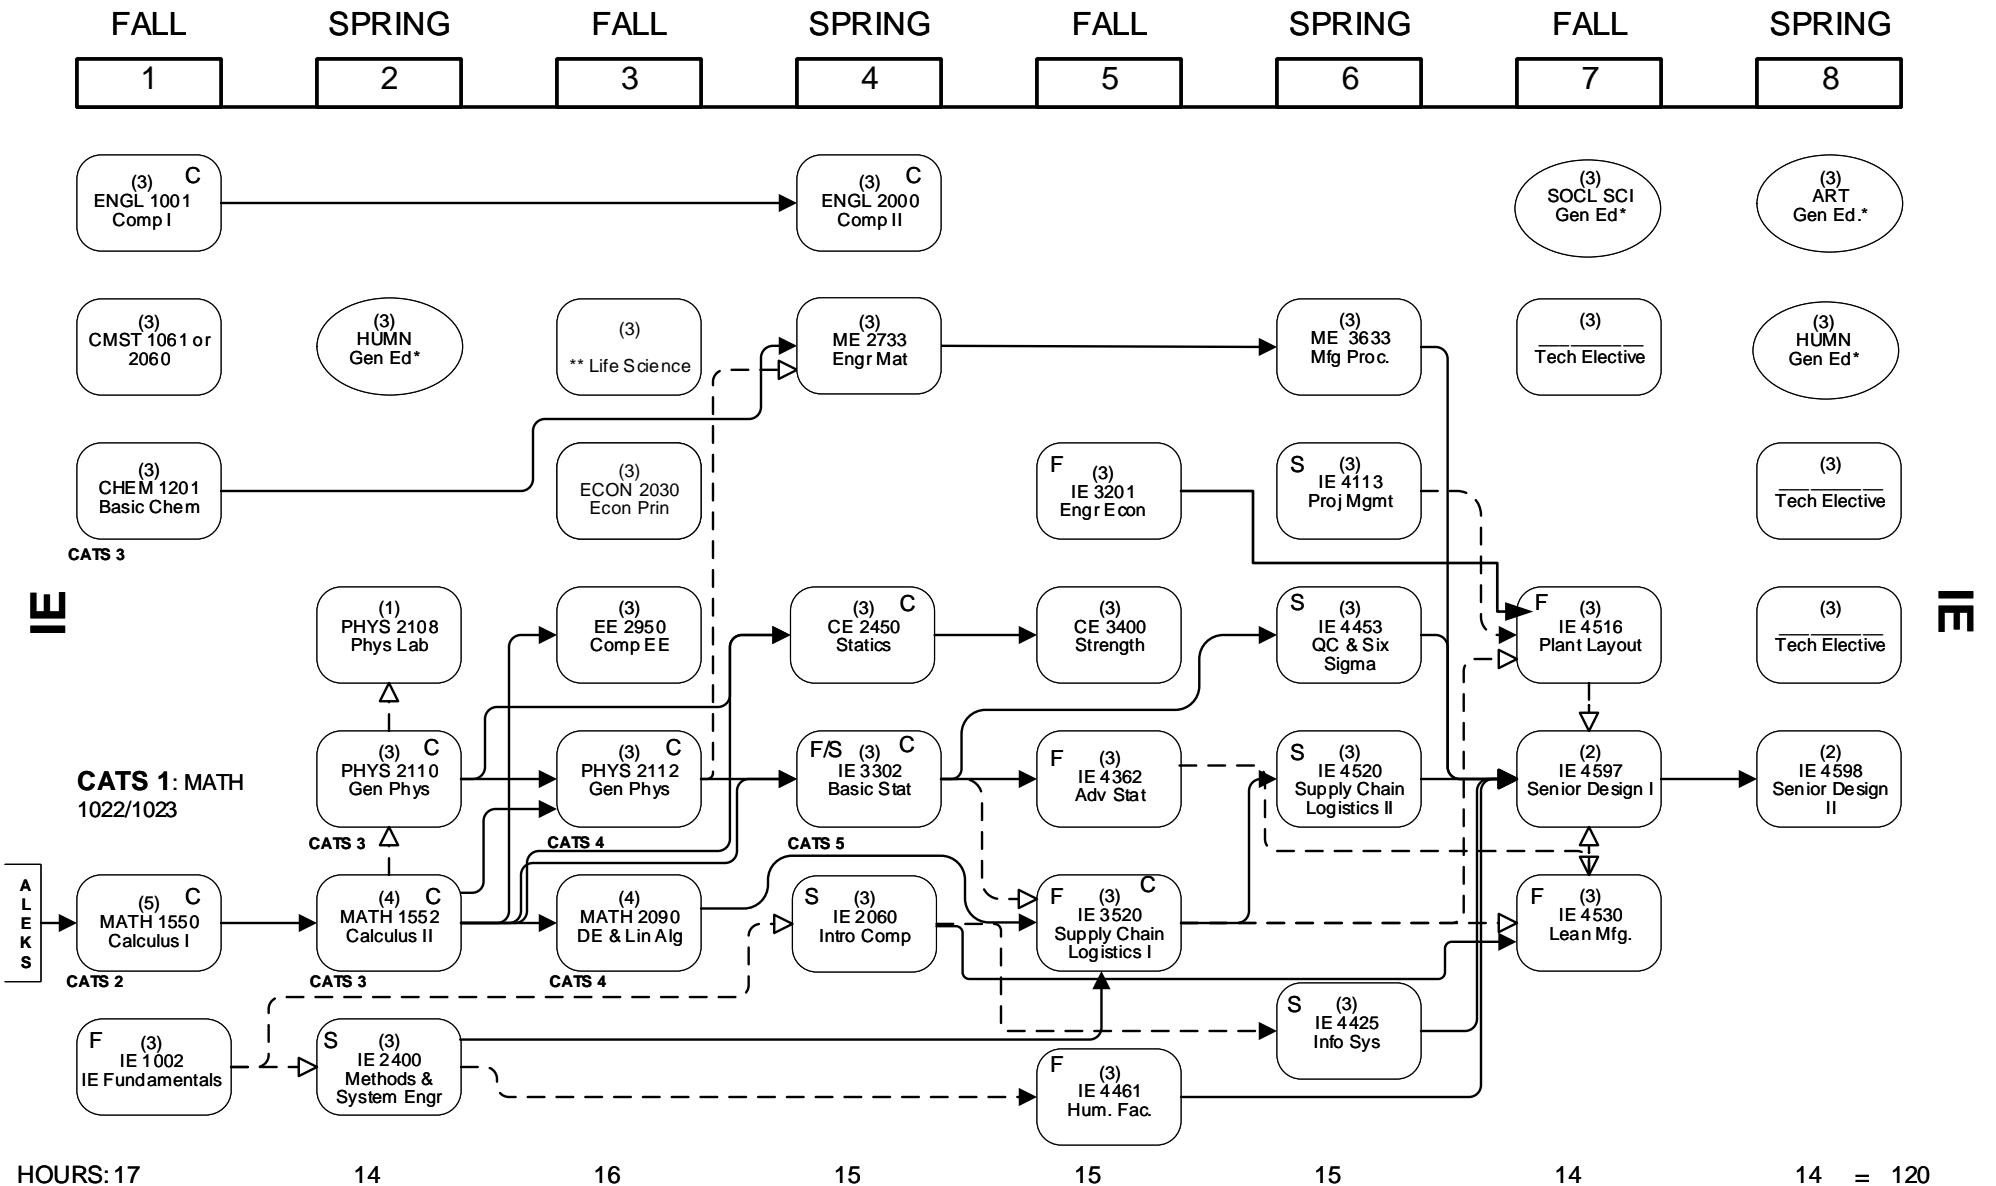 FALL
SPRING
FALL
SPRING
FALL
SPRING
FALL
SPRING
1
2
3
4
5
6
7
8
(3) C
ENGL 1001
Comp I
(3) C
ENGL 2000
Comp II
(3)
SOCL SCI
Gen Ed*
(3)
ART
Gen Ed.*
(3)
CMST 1061 or
2060
(3)
HUMN
Gen Ed*
(3)
** Life Science
(3)
ME 2733
Engr Mat
(3)
ME 3633
Mfg Proc.
(3)
Tech Elective
(3)
HUMN
Gen Ed*
(3)
CHEM 1201
Basic Chem
CATS 3
(3)
ECON 2030
Econ Prin
F (3)
IE 3201
Engr Econ
S (3)
IE 4113
Proj Mgmt
(3)
Tech Elective
IE
(1)
PHYS 2108
Phys Lab
(3)
EE 2950
Comp EE
(3) C
CE 2450
Statics
(3)
CE 3400
Strength
S (3)
IE 4453
QC & Six
Sigma
F (3)
IE 4516
Plant Layout
(3)
Tech Elective
IE
CATS 1: MATH
1022/1023
(3) C
PHYS 2110
Gen Phys
CATS 3
(3) C
PHYS 2112
Gen Phys
CATS 4
F/S (3) C
IE 3302
Basic Stat
CATS 5
F (3)
IE 4362
Adv Stat
S (3)
IE 4520
Supply Chain
Logistics II
(2)
IE 4597
Senior Design I
(2)
IE 4598
Senior Design
II
A
L
E
K
S
(5) C
MATH 1550
Calculus I
CATS 2
(4) C
MATH 1552
Calculus II
CATS 3
(4)
MATH 2090
DE & Lin Alg
CATS 4
S (3)
IE 2060
Intro Comp
F (3) C
IE 3520
Supply Chain
Logistics I
F (3)
IE 4530
Lean Mfg.
F (3)
IE 1002
IE Fundamentals
S (3)
IE 2400
Methods &
System Engr
F (3)
IE 4461
Hum. Fac.
S (3)
IE 4425
Info Sys
HOURS: 17 14 16 15 15 15 14 14 = 120